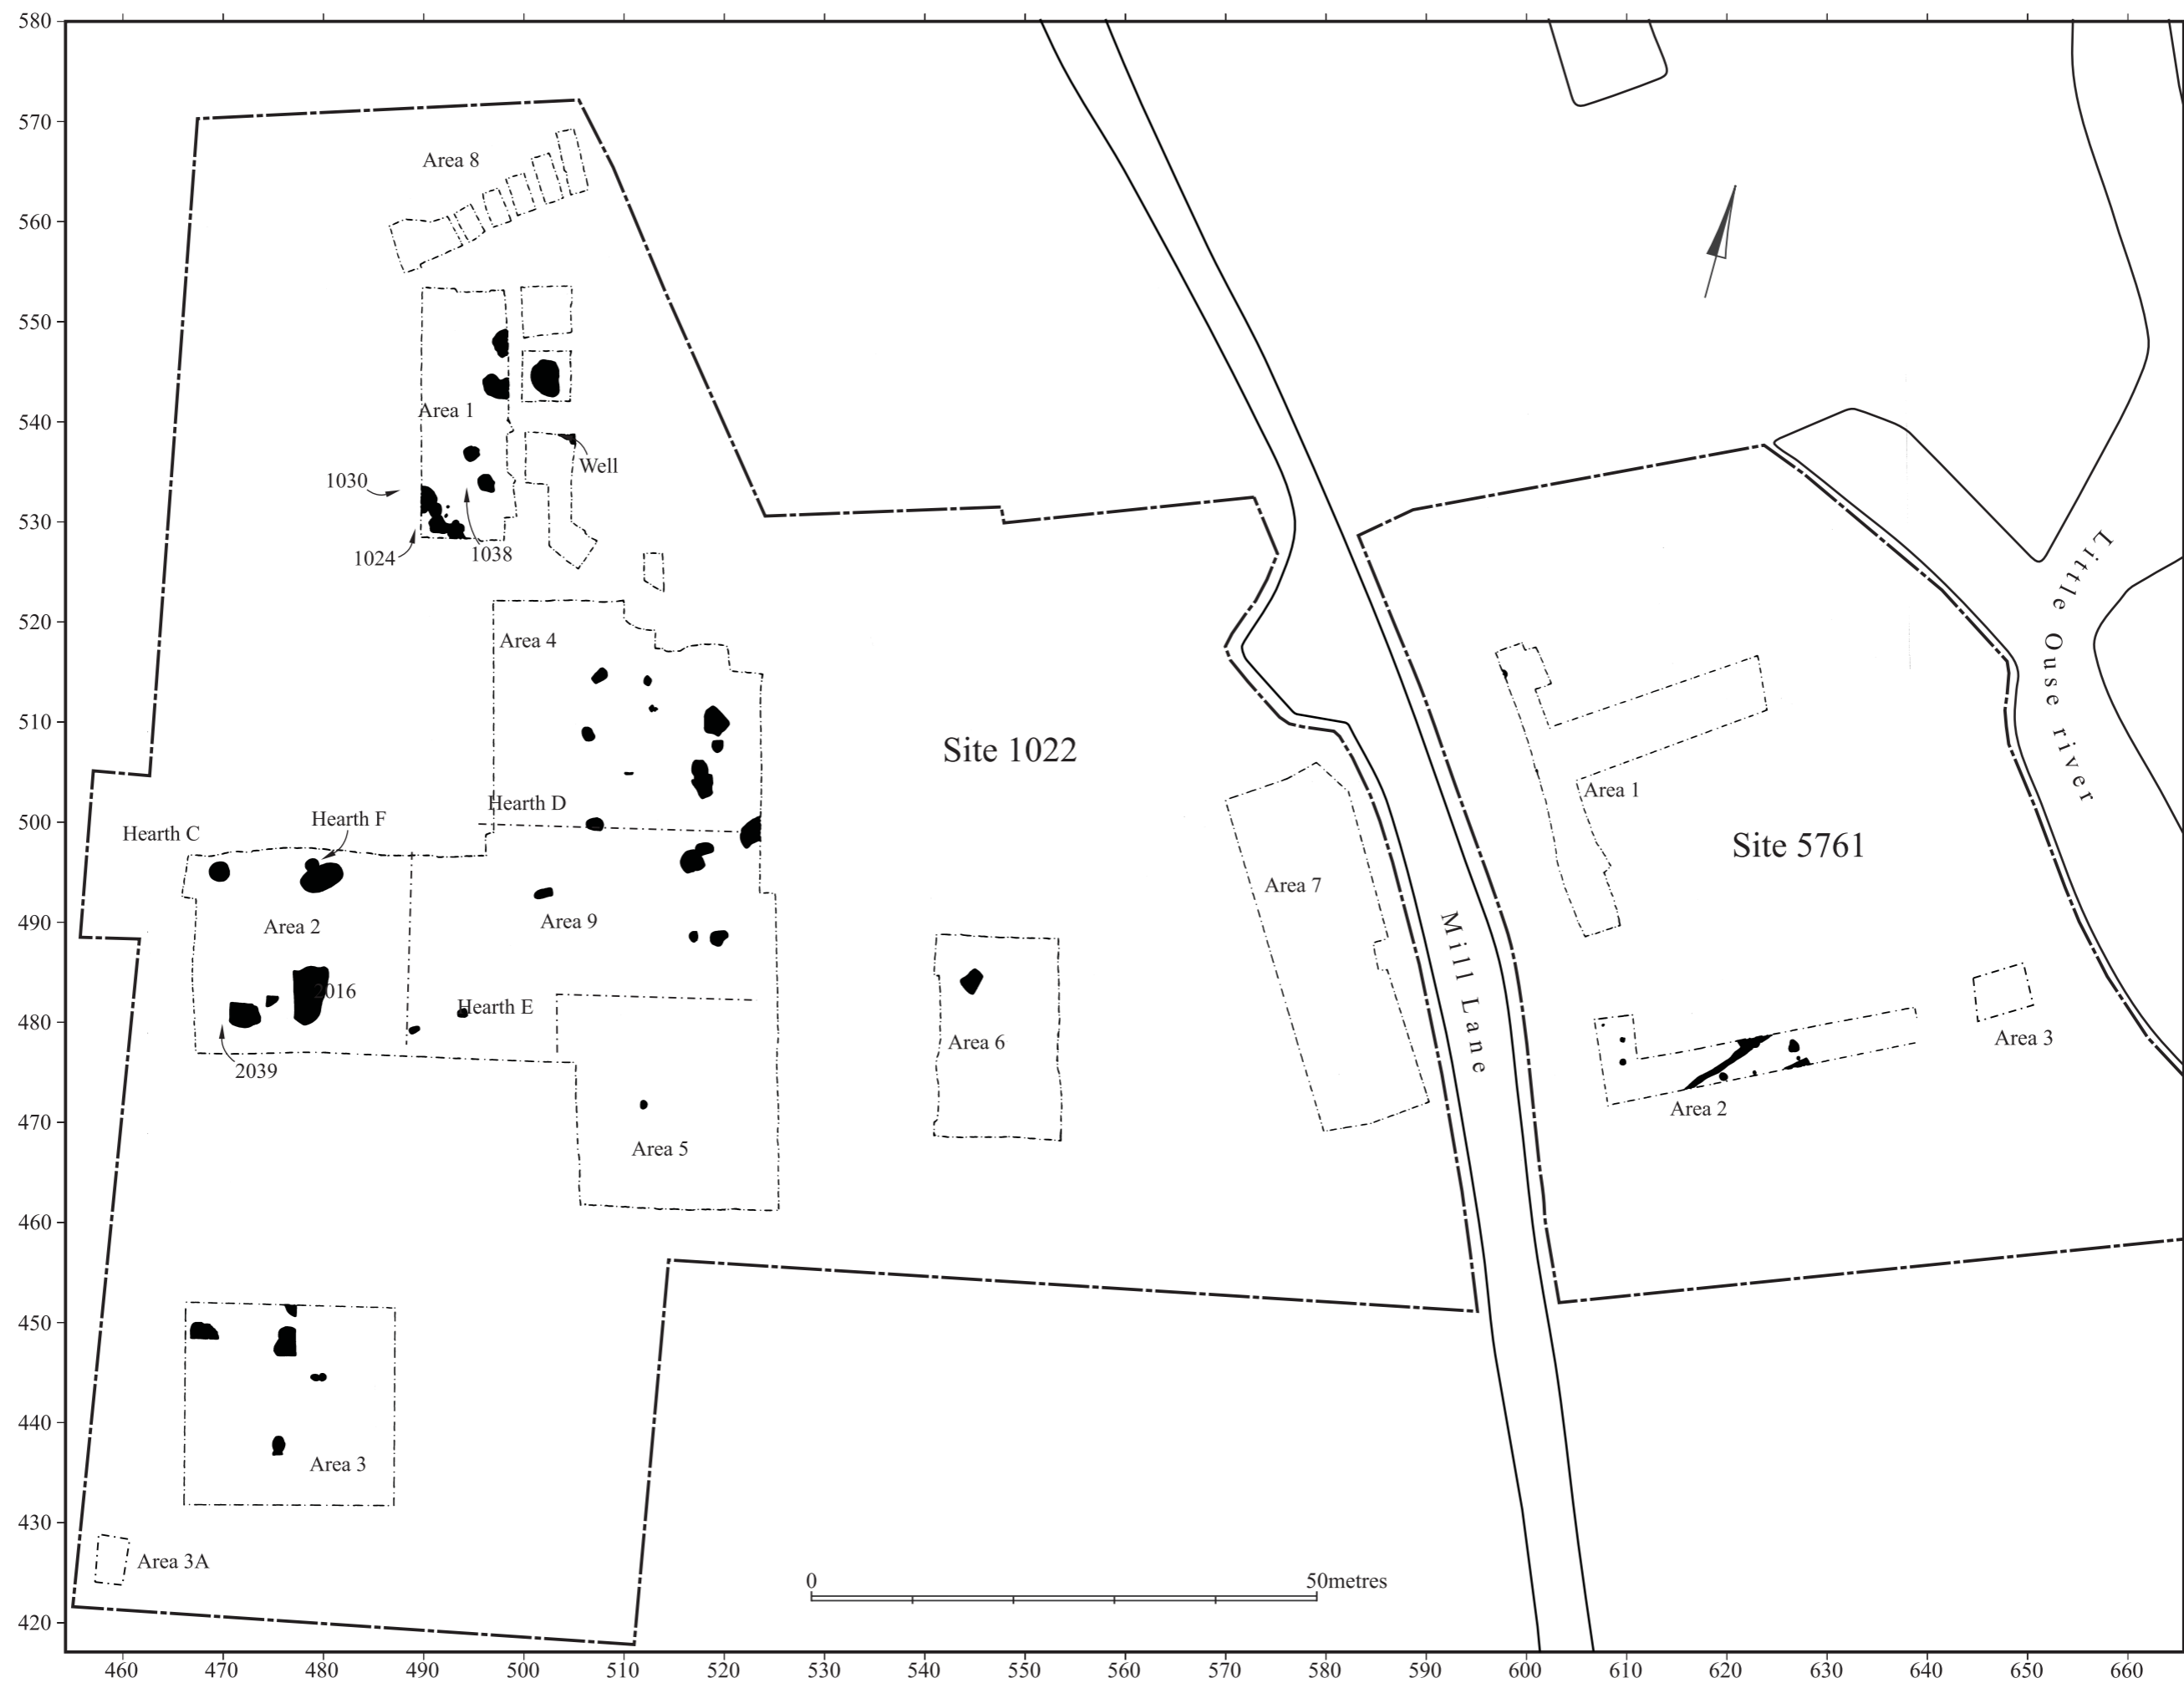 580
570
Area 8
560
550
540
Area 1
Well
1030
530
1024
1038
520
Area 4
510
Site 1022
Hearth D
Area 1
500
Hearth F
Hearth C
Site 5761
Area 7
490
Area 2
Area 9
2016
Hearth E
480
Area 6
Area 3
2039
Area 2
470
Area 5
460
450
440
Area 3
430
Area 3A
0 50metres
420
Mill Lane
Little Ouse river
460 470 480 490 500 510 520 530 540 550 560 570 580 590 600 610 620 630 640 650 660